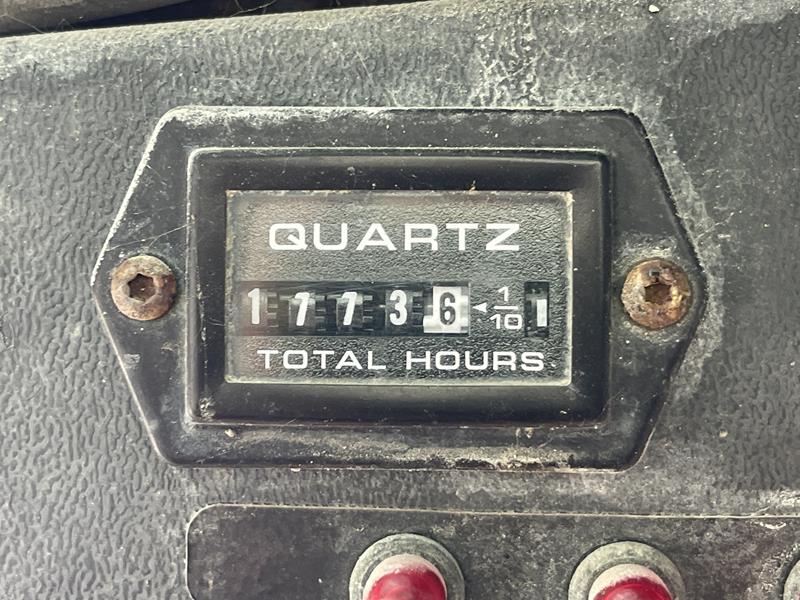 QUARTZ
17736 ◄ 1/10 1
TOTAL HOURS